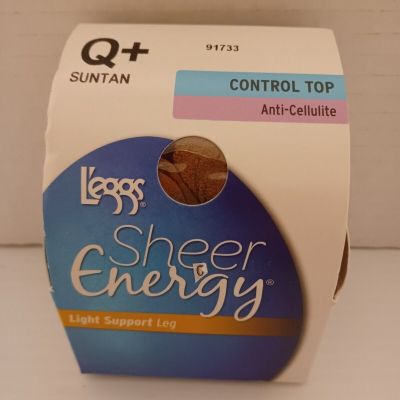 Q+
91733
SUNTAN
CONTROL TOP
Anti-Cellulite
L'eggs®
Sheer
Energy®
Light Support Leg